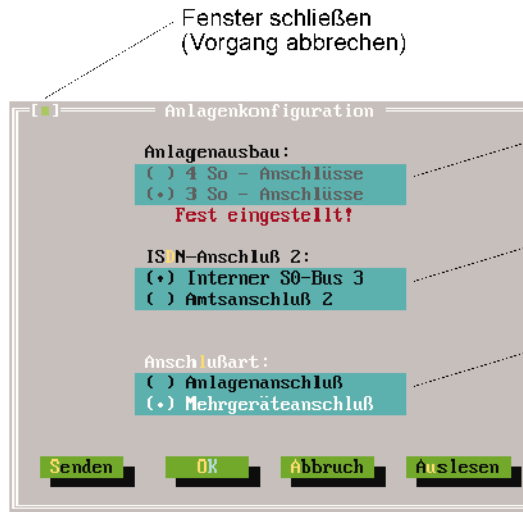 Fenster schließen
(Vorgang abbrechen)
[■] Anlagenkonfiguration
Anlagenausbau:
( ) 4 So - Anschlüsse
(•) 3 So - Anschlüsse
Fest eingestellt!
ISDN-Anschluß 2:
(•) Interner S0-Bus 3
( ) Amtsanschluß 2
Anschlußart:
( ) Anlagenanschluß
(•) Mehrgeräteanschluß
Senden OK Abbruch Auslesen